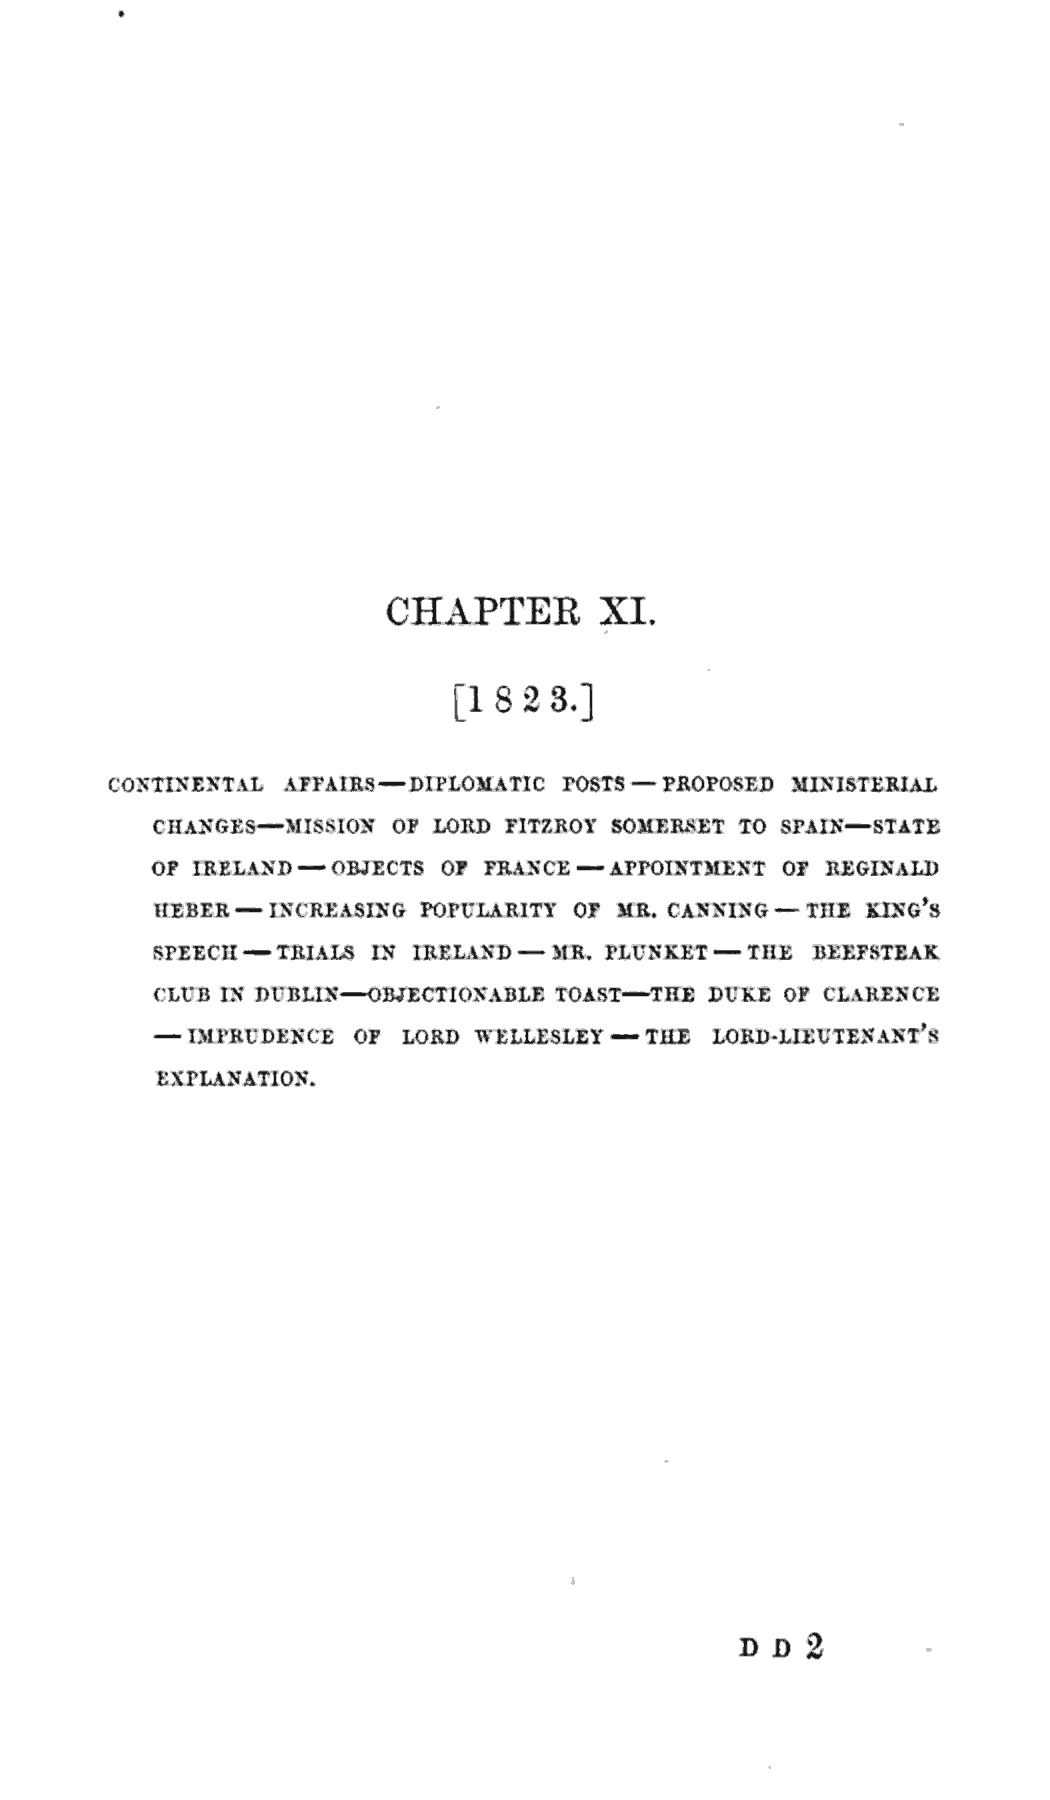 CHAPTER XI.
[1823.]
CONTINENTAL AFFAIRS—DIPLOMATIC POSTS—PROPOSED MINISTERIAL
CHANGES—MISSION OF LORD FITZROY SOMERSET TO SPAIN—STATE
OF IRELAND—OBJECTS OF FRANCE—APPOINTMENT OF REGINALD
HEBER—INCREASING POPULARITY OF MR. CANNING—THE KING'S
SPEECH—TRIALS IN IRELAND—MR. PLUNKET—THE BEEFSTEAK
CLUB IN DUBLIN—OBJECTIONABLE TOAST—THE DUKE OF CLARENCE
—IMPRUDENCE OF LORD WELLESLEY—THE LORD-LIEUTENANT'S
EXPLANATION.
D D 2